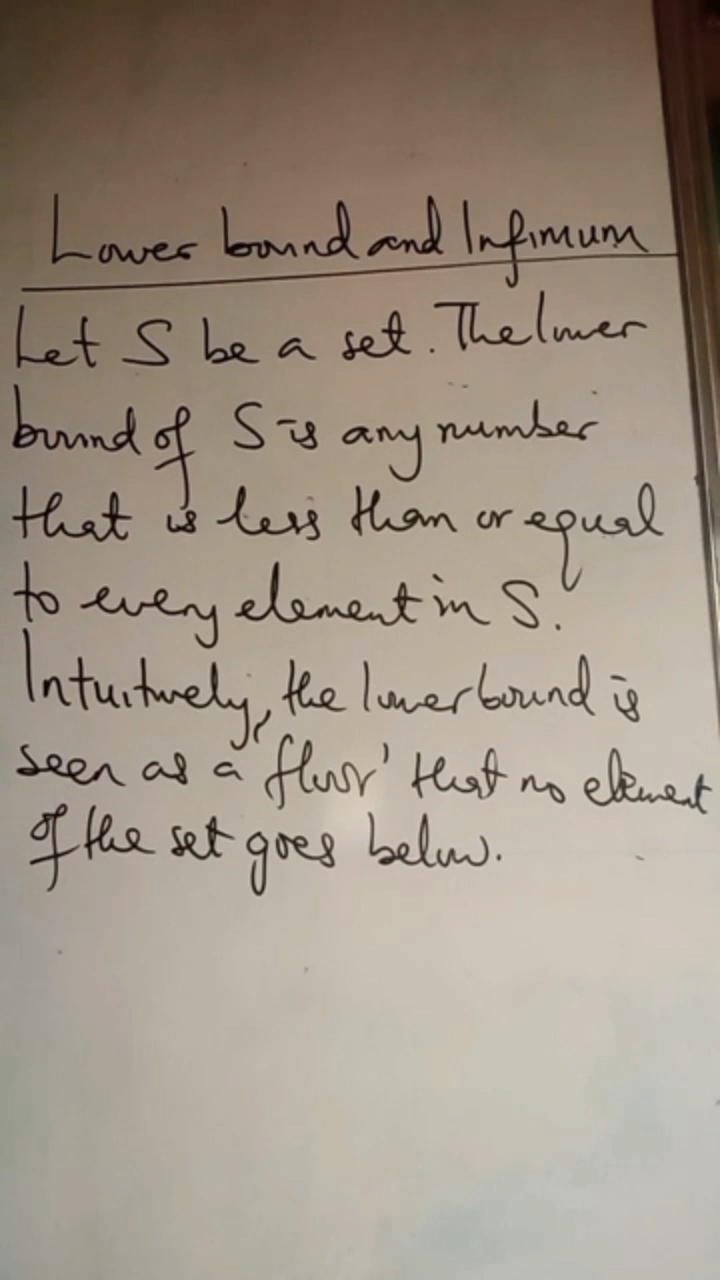 Lower bound and Infimum
Let S be a set. The lower
bound of S is any number
that is less than or equal
to every element in S.
Intuitively, the lower bound is
seen as a 'floor' that no element
of the set goes below.